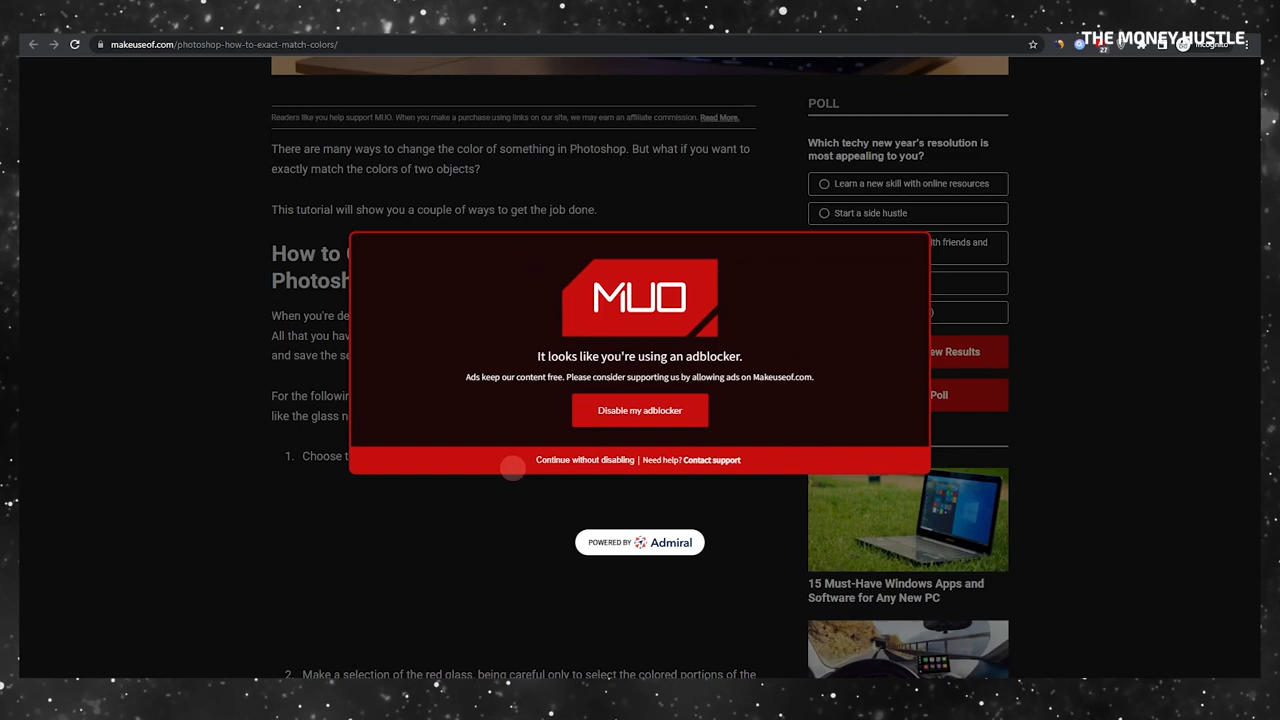 THE MONEY HUSTLE
makeuseof.com/photoshop-how-to-exact-match-colors/
27
Incognito
Readers like you help support MUO. When you make a purchase using links on our site, we may earn an affiliate commission. Read More.
There are many ways to change the color of something in Photoshop. But what if you want to
exactly match the colors of two objects?
This tutorial will show you a couple of ways to get the job done.
How to
Photosh
When you're de
All that you hav
and save the se
For the followin
like the glass n
1. Choose t
2. Make a selection of the red glass, being careful only to select the colored portions of the
MUO
It looks like you're using an adblocker.
Ads keep our content free. Please consider supporting us by allowing ads on Makeuseof.com.
Disable my adblocker
Continue without disabling | Need help? Contact support
POWERED BY Admiral
POLL
Which techy new year's resolution is
most appealing to you?
Learn a new skill with online resources
Start a side hustle
ith friends and
)
ew Results
Poll
15 Must-Have Windows Apps and
Software for Any New PC